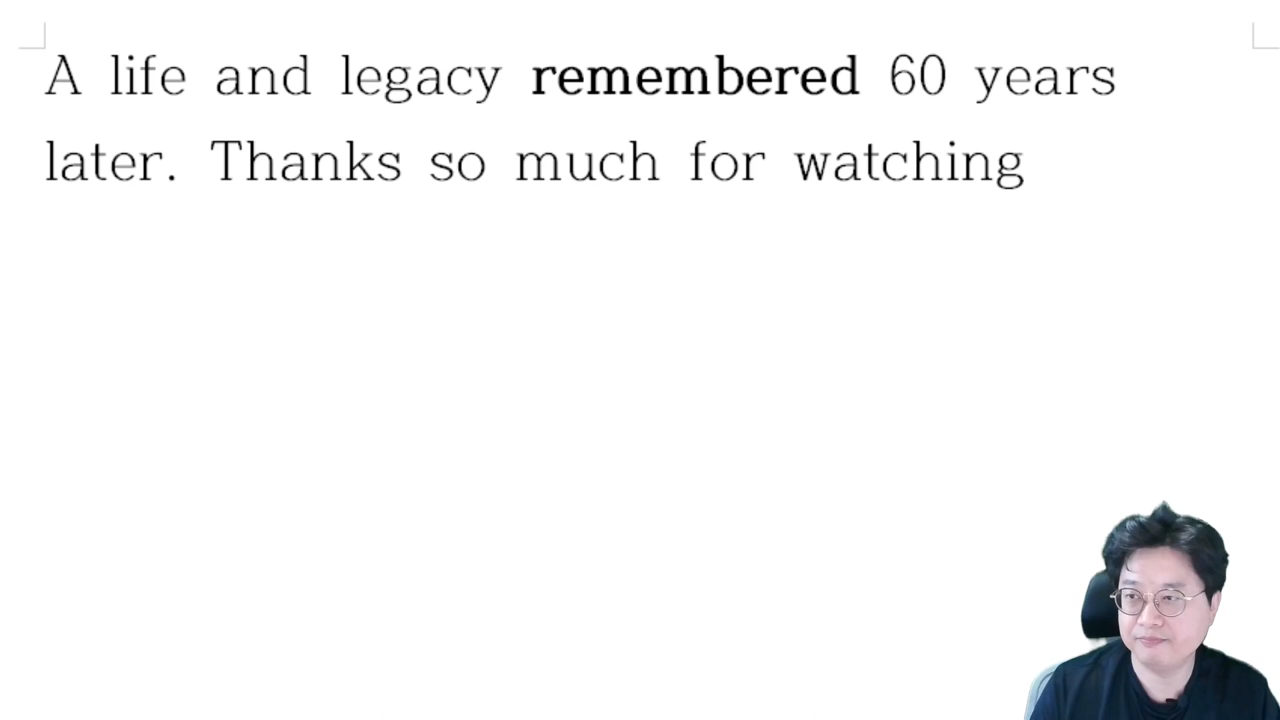 A life and legacy remembered 60 years
later. Thanks so much for watching